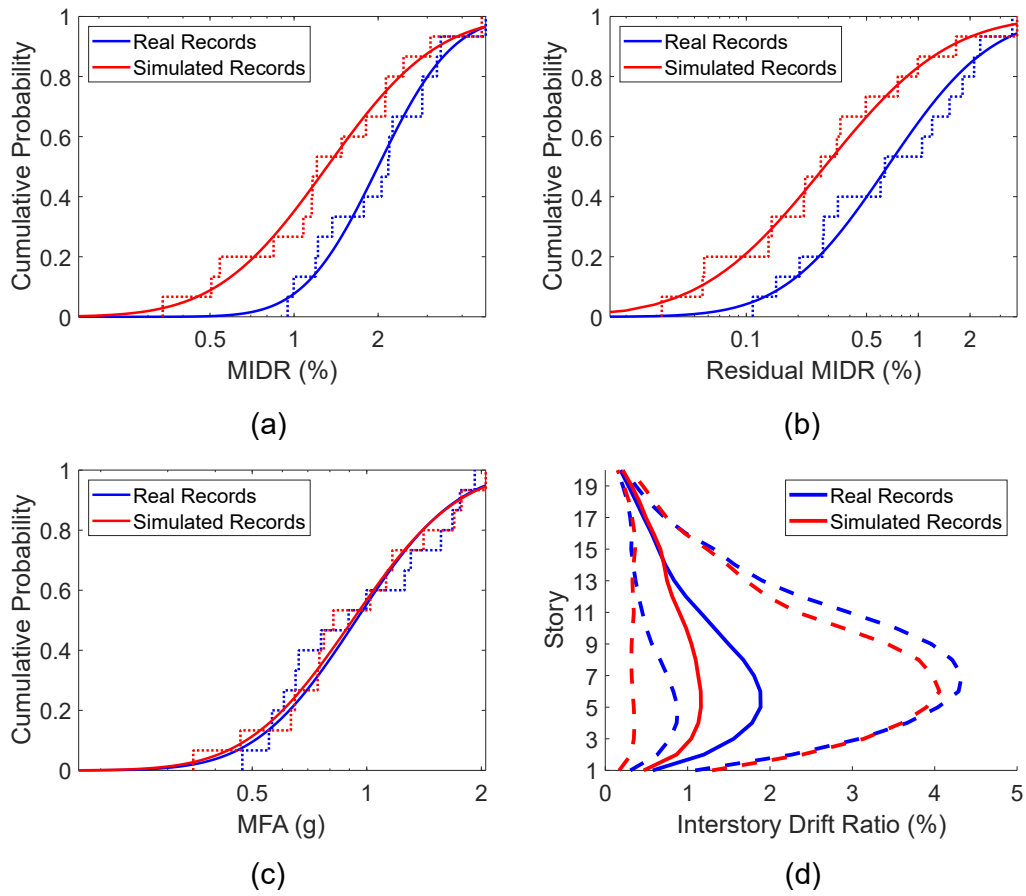 1
0.8
0.6
0.4
0.2
0
Cumulative Probability
Real Records
Simulated Records
0.5
1
2
MIDR (%)
(a)
1
0.8
0.6
0.4
0.2
0
Cumulative Probability
Real Records
Simulated Records
0.1
0.5
1
2
Residual MIDR (%)
(b)
1
0.8
0.6
0.4
0.2
0
Cumulative Probability
Real Records
Simulated Records
0.5
1
2
MFA (g)
(c)
19
17
15
13
11
9
7
5
3
1
Story
Real Records
Simulated Records
0
1
2
3
4
5
Interstory Drift Ratio (%)
(d)